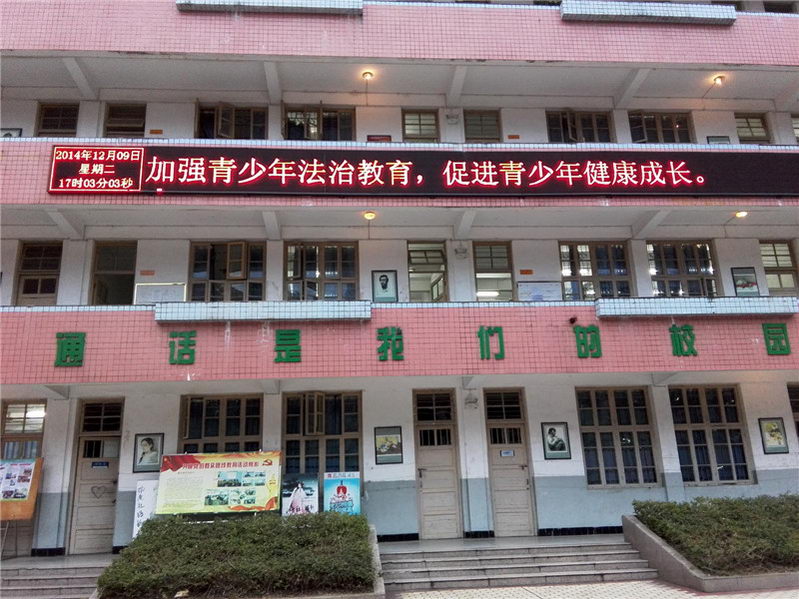 2014年12月09日
星期二
17时03分03秒
加强青少年法治教育，促进青少年健康成长。
通话是我们的校园